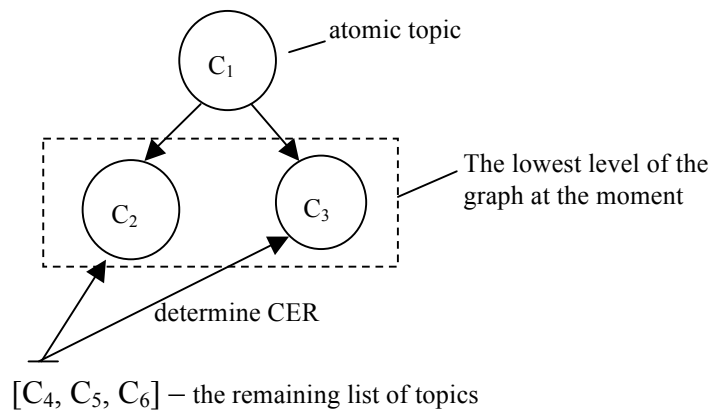 atomic topic
C₁
The lowest level of the
graph at the moment
C₂
C₃
determine CER
[C₄, C₅, C₆] – the remaining list of topics